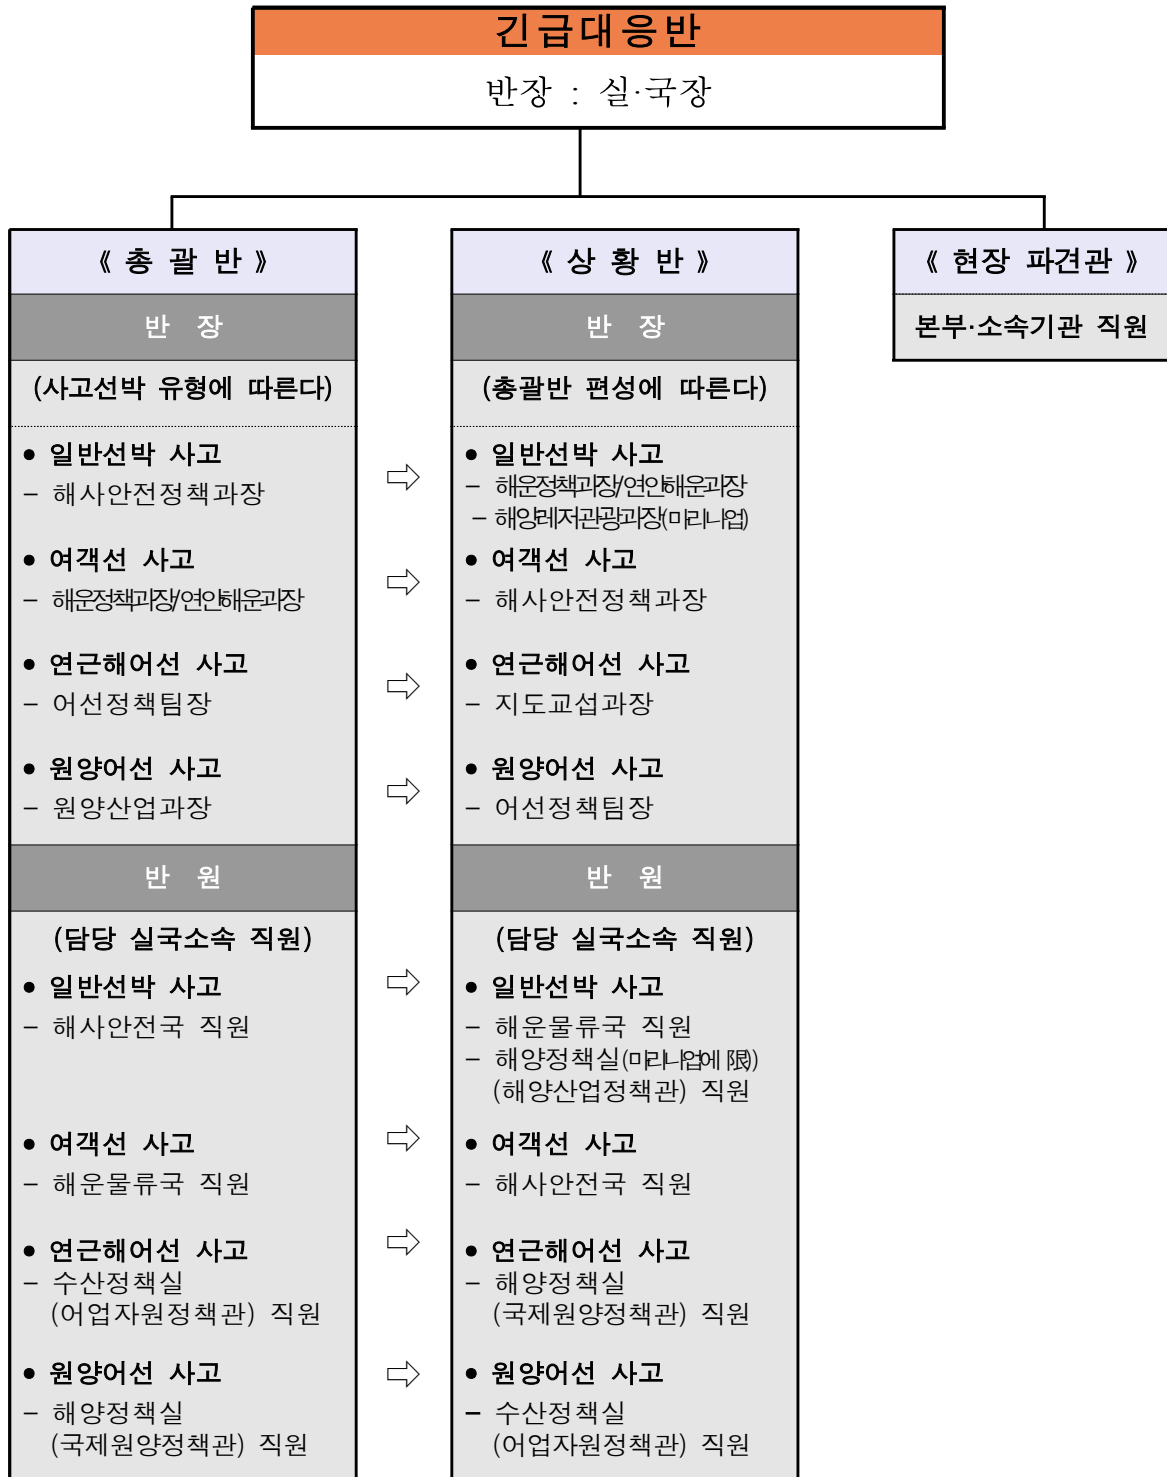 긴급대응반
반장 : 실·국장
《 총 괄 반 》
반 장
(사고선박 유형에 따른다)
• 일반선박 사고
- 해사안전정책과장
• 여객선 사고
- 해운정책과장/연안해운과장
• 연근해어선 사고
- 어선정책팀장
• 원양어선 사고
- 원양산업과장
반 원
(담당 실국소속 직원)
• 일반선박 사고
- 해사안전국 직원
• 여객선 사고
- 해운물류국 직원
• 연근해어선 사고
- 수산정책실
(어업자원정책관) 직원
• 원양어선 사고
- 해양정책실
(국제원양정책관) 직원
⇨
⇨
⇨
⇨
⇨
⇨
⇨
⇨
《 상 황 반 》
반 장
(총괄반 편성에 따른다)
• 일반선박 사고
- 해운정책과장/연안해운과장
- 해양레저관광과장(마리나업)
• 여객선 사고
- 해사안전정책과장
• 연근해어선 사고
- 지도교섭과장
• 원양어선 사고
- 어선정책팀장
반 원
(담당 실국소속 직원)
• 일반선박 사고
- 해운물류국 직원
- 해양정책실(마리나업에 限))
(해양산업정책관) 직원
• 여객선 사고
- 해사안전국 직원
• 연근해어선 사고
- 해양정책실
(국제원양정책관) 직원
• 원양어선 사고
- 수산정책실
(어업자원정책관) 직원
《 현장 파견관 》
본부·소속기관 직원